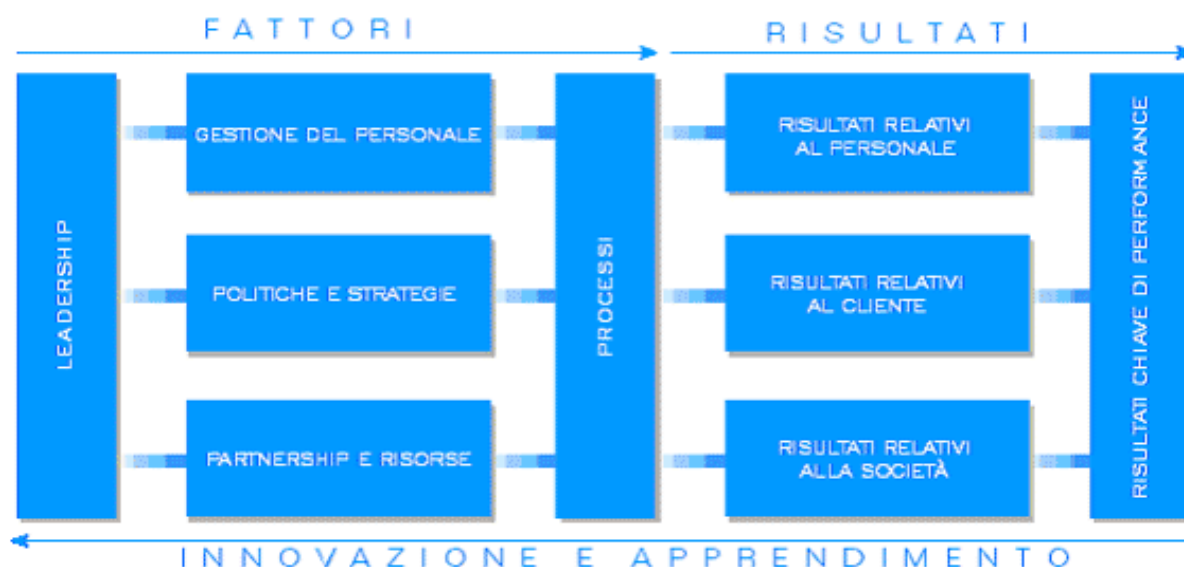 FATTORI
RISULTATI
LEADERSHIP
GESTIONE DEL PERSONALE
POLITICHE E STRATEGIE
PARTNERSHIP E RISORSE
PROCESSI
RISULTATI RELATIVI
AL PERSONALE
RISULTATI RELATIVI
AL CLIENTE
RISULTATI RELATIVI
ALLA SOCIETÀ
RISULTATI CHIAVE DI PERFORMANCE
INNOVAZIONE E APPRENDIMENTO